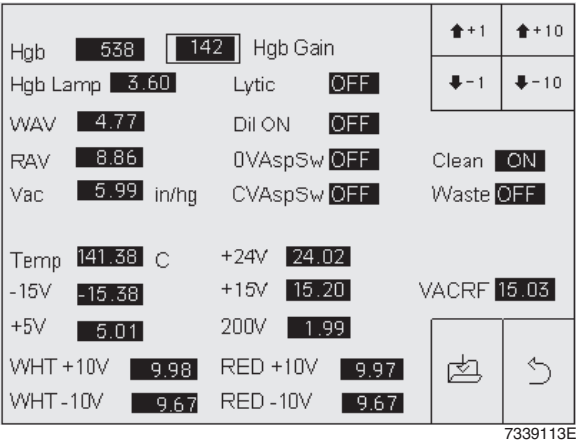 Hgb 538 142 Hgb Gain ⬆+1 ⬆+10
Hgb Lamp 3.60 Lytic OFF ⬇-1 ⬇-10
WAV 4.77 Dil ON OFF
RAV 8.86 0VAspSw OFF Clean ON
Vac 5.99 in/hg CVAspSw OFF Waste OFF
Temp 141.38 C +24V 24.02
-15V -15.38 +15V 15.20 VACRF 15.03
+5V 5.01 200V 1.99
WHT +10V 9.98 RED +10V 9.97
WHT -10V 9.67 RED -10V 9.67
7339113E